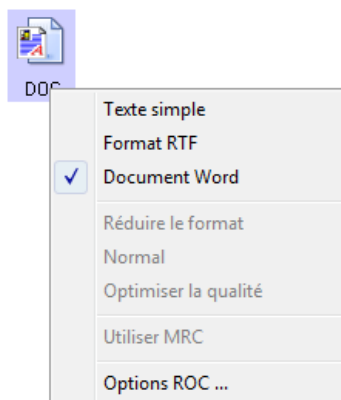 DOC
Texte simple
Format RTF
Document Word
Réduire le format
Normal
Optimiser la qualité
Utiliser MRC
Options ROC ...